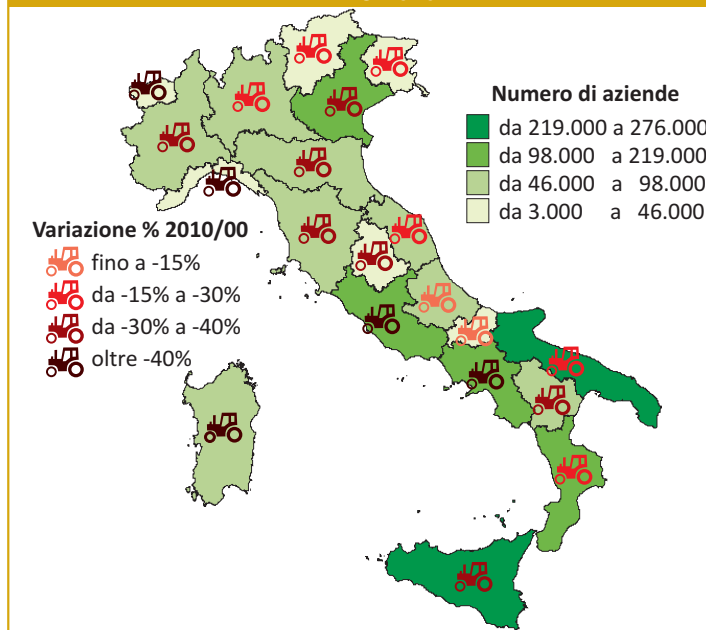 Numero di aziende
da 219.000 a 276.000
da 98.000 a 219.000
da 46.000 a 98.000
da 3.000 a 46.000
Variazione % 2010/00
fino a -15%
da -15% a -30%
da -30% a -40%
oltre -40%